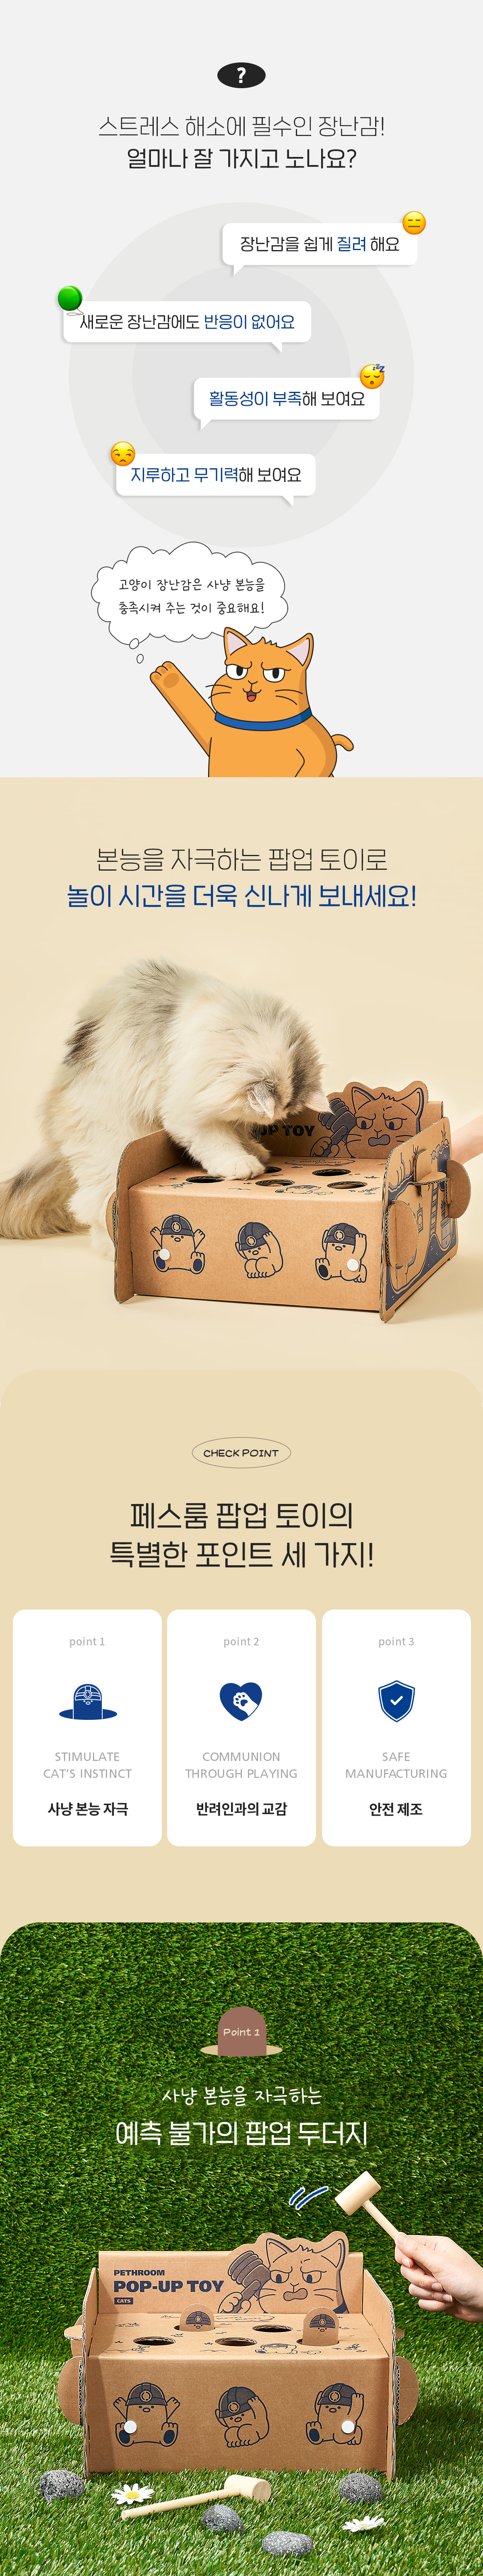 ?
스트레스 해소에 필수인 장난감!
얼마나 잘 가지고 노나요?
장난감을 쉽게 질려 해요
새로운 장난감에도 반응이 없어요
활동성이 부족해 보여요
지루하고 무기력해 보여요
고양이 장난감은 사냥 본능을
충족시켜 주는 것이 중요해요!
본능을 자극하는 팝업 토이로
놀이 시간을 더욱 신나게 보내세요!
UP TOY
CHECK POINT
페스룸 팝업 토이의
특별한 포인트 세 가지!
point 1
point 2
point 3
STIMULATE
CAT'S INSTINCT
COMMUNION
THROUGH PLAYING
SAFE
MANUFACTURING
사냥 본능 자극
반려인과의 교감
안전 제조
Point 1
사냥 본능을 자극하는
예측 불가의 팝업 두더지
PETHROOM
POP-UP TOY
CATS